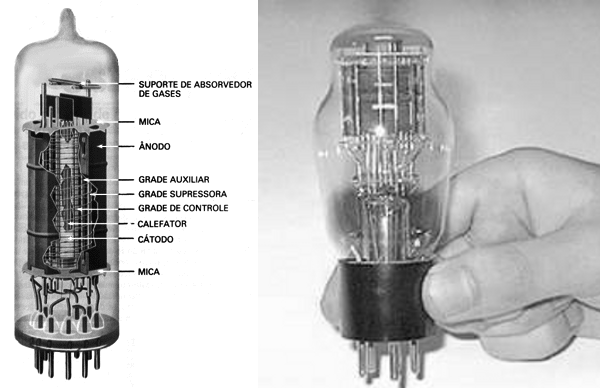 SUPORTE DE ABSORVEDOR
DE GASES
MICA
ÂNODO
GRADE AUXILIAR
GRADE SUPRESSORA
GRADE DE CONTROLE
CALEFATOR
CÁTODO
MICA